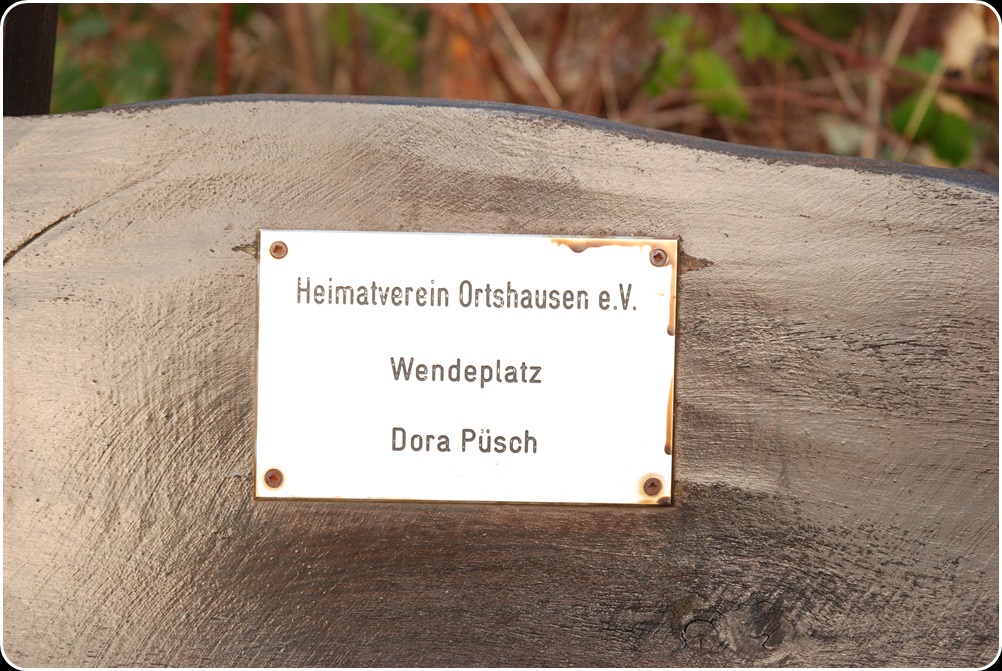 Heimatverein Ortshausen e.V.
Wendeplatz
Dora Püsch